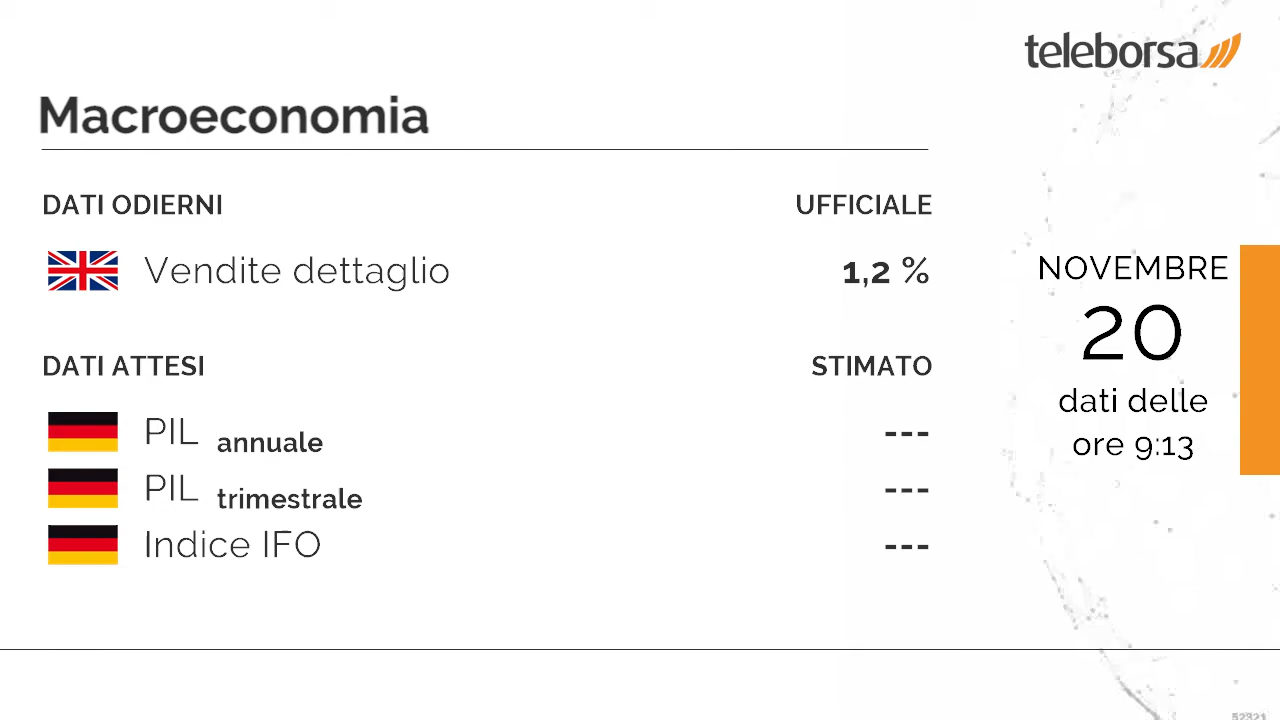 teleborsa
Macroeconomia
DATI ODIERNI UFFICIALE
Vendite dettaglio 1,2 %
DATI ATTESI STIMATO
PIL annuale ---
PIL trimestrale ---
Indice IFO ---
NOVEMBRE
20
dati delle
ore 9:13